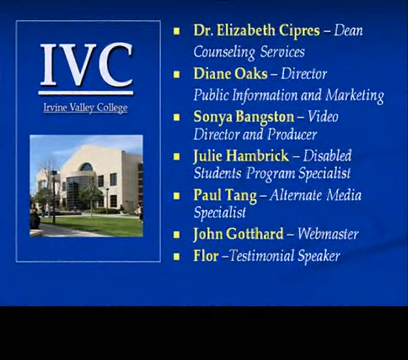 IVC
Irvine Valley College
Dr. Elizabeth Cipres – Dean
Counseling Services
Diane Oaks – Director
Public Information and Marketing
Sonya Bangston – Video
Director and Producer
Julie Hambrick – Disabled
Students Program Specialist
Paul Tang – Alternate Media
Specialist
John Gotthard – Webmaster
Flor –Testimonial Speaker